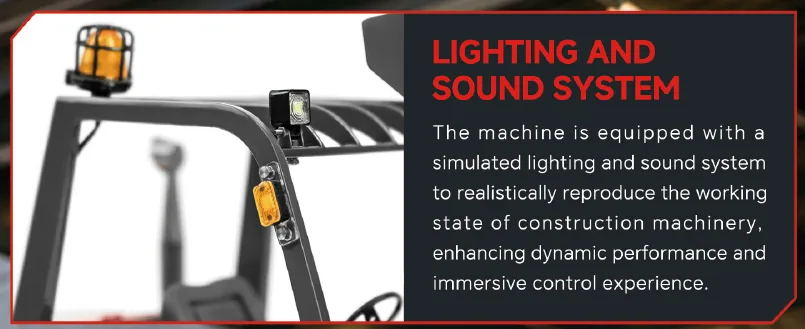 LIGHTING AND
SOUND SYSTEM
The machine is equipped with a
simulated lighting and sound system
to realistically reproduce the working
state of construction machinery,
enhancing dynamic performance and
immersive control experience.